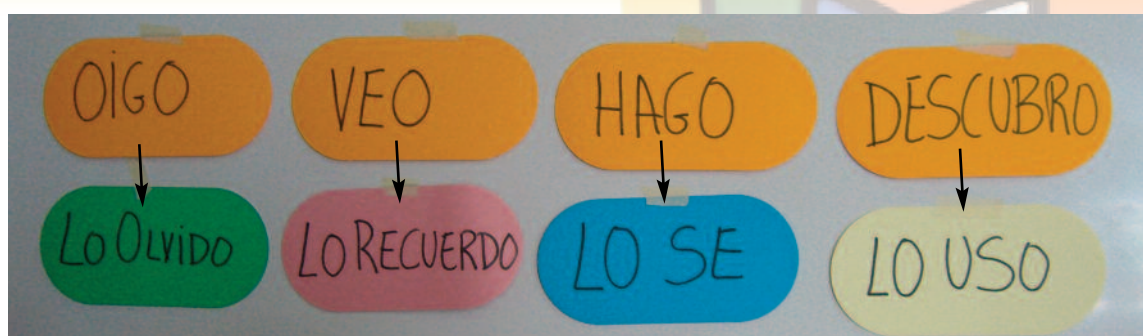 OIGO
VEO
HAGO
DESCUBRO
LO OLVIDO
LO RECUERDO
LO SE
LO USO